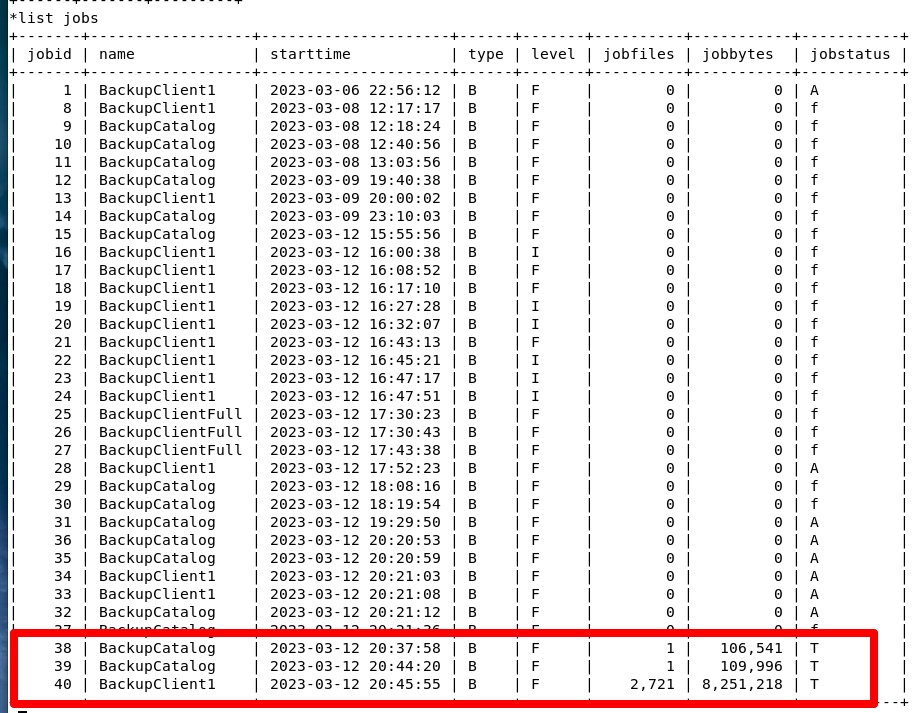 *list jobs
+-------+-----------------+---------------------+------+-------+----------+-----------+-----------+
| jobid | name | starttime | type | level | jobfiles | jobbytes | jobstatus |
+-------+-----------------+---------------------+------+-------+----------+-----------+-----------+
| 1 | BackupClient1 | 2023-03-06 22:56:12 | B | F | 0 | 0 | A |
| 8 | BackupClient1 | 2023-03-08 12:17:17 | B | F | 0 | 0 | f |
| 9 | BackupCatalog | 2023-03-08 12:18:24 | B | F | 0 | 0 | f |
| 10 | BackupCatalog | 2023-03-08 12:40:56 | B | F | 0 | 0 | f |
| 11 | BackupCatalog | 2023-03-08 13:03:56 | B | F | 0 | 0 | f |
| 12 | BackupCatalog | 2023-03-09 19:40:38 | B | F | 0 | 0 | f |
| 13 | BackupClient1 | 2023-03-09 20:00:02 | B | F | 0 | 0 | f |
| 14 | BackupCatalog | 2023-03-09 23:10:03 | B | F | 0 | 0 | f |
| 15 | BackupCatalog | 2023-03-12 15:55:56 | B | F | 0 | 0 | f |
| 16 | BackupClient1 | 2023-03-12 16:00:38 | B | I | 0 | 0 | f |
| 17 | BackupClient1 | 2023-03-12 16:08:52 | B | F | 0 | 0 | f |
| 18 | BackupClient1 | 2023-03-12 16:17:10 | B | F | 0 | 0 | f |
| 19 | BackupClient1 | 2023-03-12 16:27:28 | B | I | 0 | 0 | f |
| 20 | BackupClient1 | 2023-03-12 16:32:07 | B | I | 0 | 0 | f |
| 21 | BackupClient1 | 2023-03-12 16:43:13 | B | F | 0 | 0 | f |
| 22 | BackupClient1 | 2023-03-12 16:45:21 | B | I | 0 | 0 | f |
| 23 | BackupClient1 | 2023-03-12 16:47:17 | B | I | 0 | 0 | f |
| 24 | BackupClient1 | 2023-03-12 16:47:51 | B | I | 0 | 0 | f |
| 25 | BackupClientFull | 2023-03-12 17:30:23 | B | F | 0 | 0 | f |
| 26 | BackupClientFull | 2023-03-12 17:30:43 | B | F | 0 | 0 | f |
| 27 | BackupClientFull | 2023-03-12 17:43:38 | B | F | 0 | 0 | f |
| 28 | BackupClient1 | 2023-03-12 17:52:23 | B | F | 0 | 0 | A |
| 29 | BackupCatalog | 2023-03-12 18:08:16 | B | F | 0 | 0 | f |
| 30 | BackupCatalog | 2023-03-12 18:19:54 | B | F | 0 | 0 | f |
| 31 | BackupCatalog | 2023-03-12 19:29:50 | B | F | 0 | 0 | A |
| 36 | BackupCatalog | 2023-03-12 20:20:53 | B | F | 0 | 0 | A |
| 35 | BackupCatalog | 2023-03-12 20:20:59 | B | F | 0 | 0 | A |
| 34 | BackupClient1 | 2023-03-12 20:21:03 | B | F | 0 | 0 | A |
| 33 | BackupClient1 | 2023-03-12 20:21:08 | B | F | 0 | 0 | A |
| 32 | BackupCatalog | 2023-03-12 20:21:12 | B | F | 0 | 0 | A |
| 38 | BackupCatalog | 2023-03-12 20:37:58 | B | F | 1 | 106,541 | T |
| 39 | BackupCatalog | 2023-03-12 20:44:20 | B | F | 1 | 109,996 | T |
| 40 | BackupClient1 | 2023-03-12 20:45:55 | B | F | 2,721 | 8,251,218 | T |